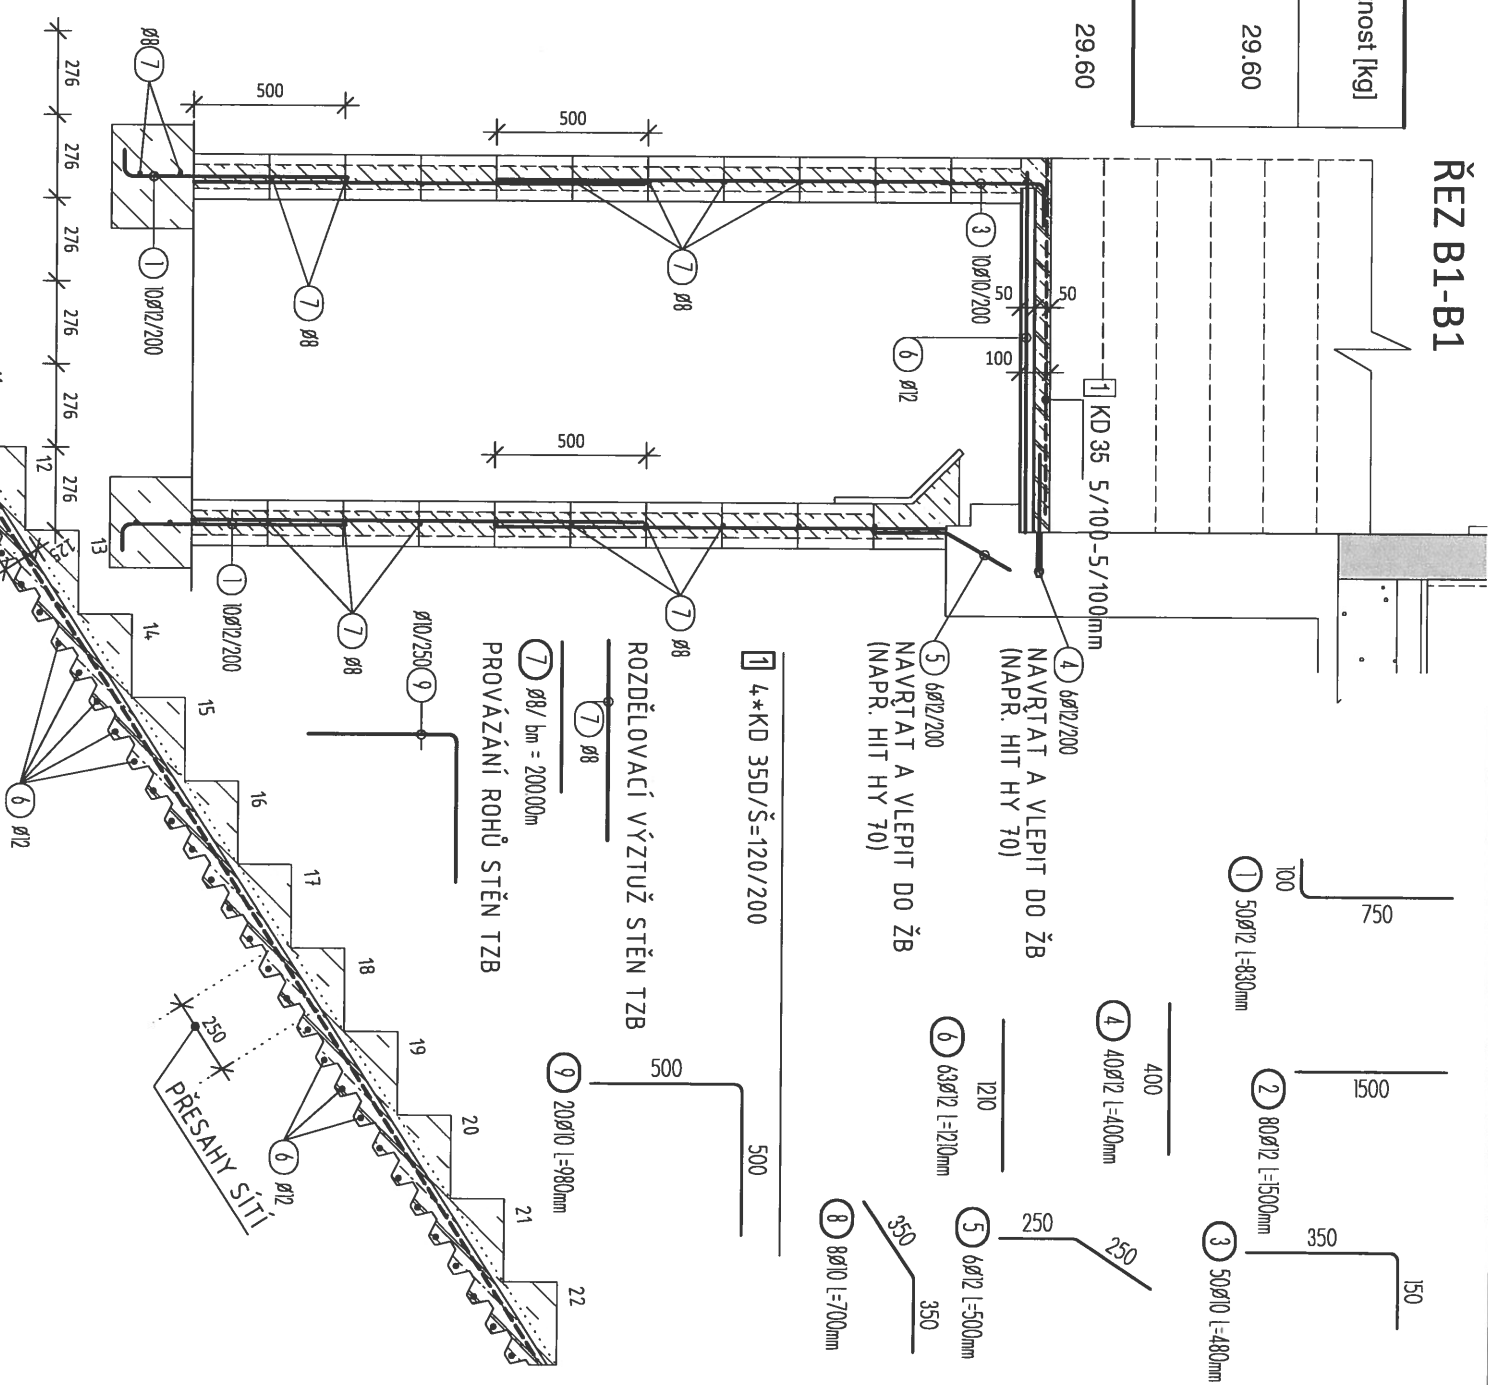 nost [kg]
29.60
29.60
ŘEZ B1-B1
276
276
276
276
276
276
Ø8
7
500
500
1
10Ø12/200
7
Ø8
7
Ø8
3
10Ø10/200
50
50
100
6
Ø12
1
KD 35 5/100-5/100mm
500
1
10Ø12/200
7
Ø8
7
Ø8
4
6Ø12/200
NAVRTAT A VLEPIT DO ŽB
(NAPŘ. HIT HY 70)
5
6Ø12/200
NAVRTAT A VLEPIT DO ŽB
(NAPŘ. HIT HY 70)
1
4*KD 35D/Š=120/200
ROZDĚLOVACÍ VÝZTUŽ STĚN TZB
7
Ø8
7
Ø8/ bm = 200.00m
PROVÁZÁNÍ ROHŮ STĚN TZB
Ø10/250
9
100
750
1
50Ø12 l=830mm
1500
2
80Ø12 l=1500mm
350
150
3
50Ø10 l=480mm
400
4
40Ø12 l=400mm
250
250
5
6Ø12 l=500mm
1210
6
63Ø12 l=1210mm
350
350
8
8Ø10 l=700mm
500
500
9
20Ø10 l=980mm
12
13
14
15
16
17
18
19
20
21
22
125
6
Ø12
6
Ø12
250
PŘESAHY SÍTÍ